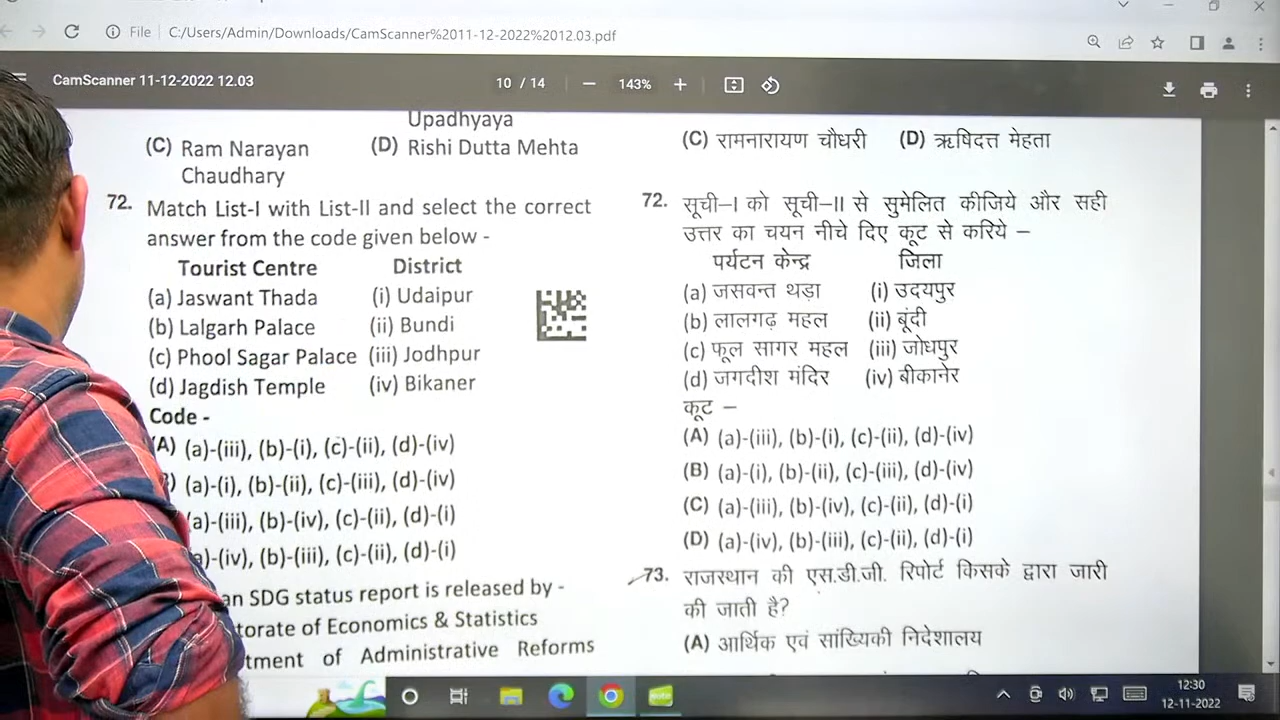 File C:/Users/Admin/Downloads/CamScanner%2011-12-2022%2012.03.pdf
CamScanner 11-12-2022 12.03
10 / 14
143%
Upadhyaya
(C) Ram Narayan Chaudhary
(D) Rishi Dutta Mehta
72. Match List-I with List-II and select the correct
answer from the code given below -
Tourist Centre District
(a) Jaswant Thada (i) Udaipur
(b) Lalgarh Palace (ii) Bundi
(c) Phool Sagar Palace (iii) Jodhpur
(d) Jagdish Temple (iv) Bikaner
Code -
(A) (a)-(iii), (b)-(i), (c)-(ii), (d)-(iv)
(a)-(i), (b)-(ii), (c)-(iii), (d)-(iv)
(a)-(iii), (b)-(iv), (c)-(ii), (d)-(i)
a)-(iv), (b)-(iii), (c)-(ii), (d)-(i)
an SDG status report is released by -
torate of Economics & Statistics
tment of Administrative Reforms
(C) रामनारायण चौधरी (D) ऋषिदत्त मेहता
72. सूची–I को सूची–II से सुमेलित कीजिये और सही
उत्तर का चयन नीचे दिए कूट से करिये –
पर्यटन केन्द्र जिला
(a) जसवन्त थड़ा (i) उदयपुर
(b) लालगढ़ महल (ii) बूंदी
(c) फूल सागर महल (iii) जोधपुर
(d) जगदीश मंदिर (iv) बीकानेर
कूट –
(A) (a)-(iii), (b)-(i), (c)-(ii), (d)-(iv)
(B) (a)-(i), (b)-(ii), (c)-(iii), (d)-(iv)
(C) (a)-(iii), (b)-(iv), (c)-(ii), (d)-(i)
(D) (a)-(iv), (b)-(iii), (c)-(ii), (d)-(i)
73. राजस्थान की एस.डी.जी. रिपोर्ट किसके द्वारा जारी
की जाती है?
(A) आर्थिक एवं सांख्यिकी निदेशालय
12:30
12-11-2022